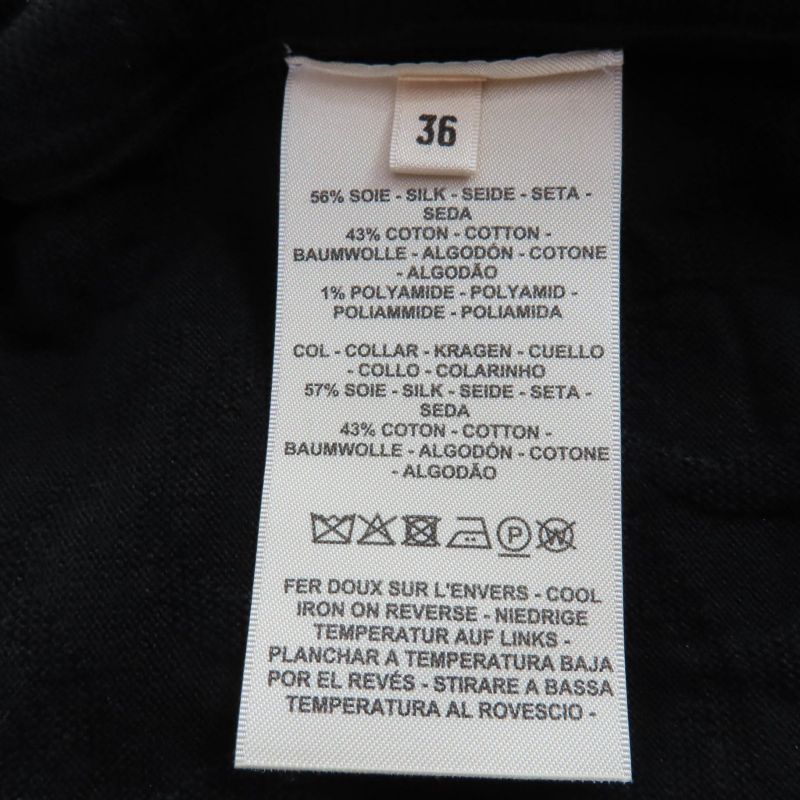 36
56% SOIE - SILK - SEIDE - SETA -
SEDA
43% COTON - COTTON -
BAUMWOLLE - ALGODÓN - COTONE
- ALGODÃO
1% POLYAMIDE - POLYAMID -
POLIAMMIDE - POLIAMIDA
COL - COLLAR - KRAGEN - CUELLO
- COLLO - COLARINHO
57% SOIE - SILK - SEIDE - SETA -
SEDA
43% COTON - COTTON -
BAUMWOLLE - ALGODÓN - COTONE
- ALGODÃO
P W
FER DOUX SUR L'ENVERS - COOL
IRON ON REVERSE - NIEDRIGE
TEMPERATUR AUF LINKS -
PLANCHAR A TEMPERATURA BAJA
POR EL REVÉS - STIRARE A BASSA
TEMPERATURA AL ROVESCIO -